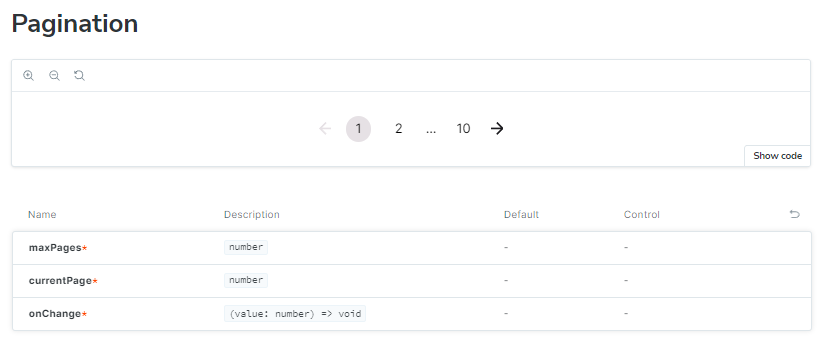 Pagination
1 2 ... 10
Show code
Name Description Default Control
maxPages* number - -
currentPage* number - -
onChange* (value: number) => void - -